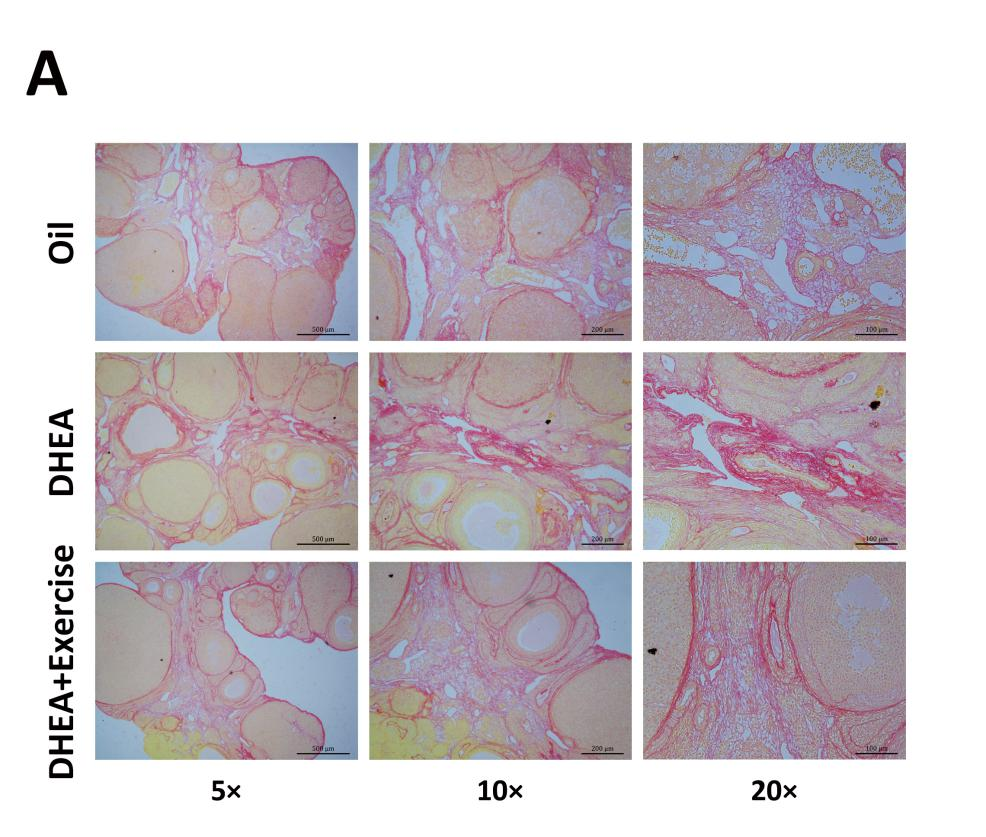 A
Oil
500 µm
200 µm
100 µm
DHEA
500 µm
200 µm
100 µm
DHEA+Exercise
500 µm
200 µm
100 µm
5×
10×
20×